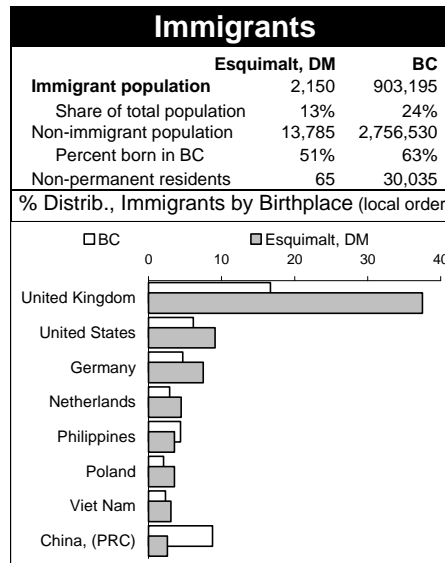 Immigrants
Esquimalt, DM BC
Immigrant population 2,150 903,195
Share of total population 13% 24%
Non-immigrant population 13,785 2,756,530
Percent born in BC 51% 63%
Non-permanent residents 65 30,035
% Distrib., Immigrants by Birthplace (local order
BC Esquimalt, DM
0 10 20 30 40
United Kingdom
United States
Germany
Netherlands
Philippines
Poland
Viet Nam
China, (PRC)